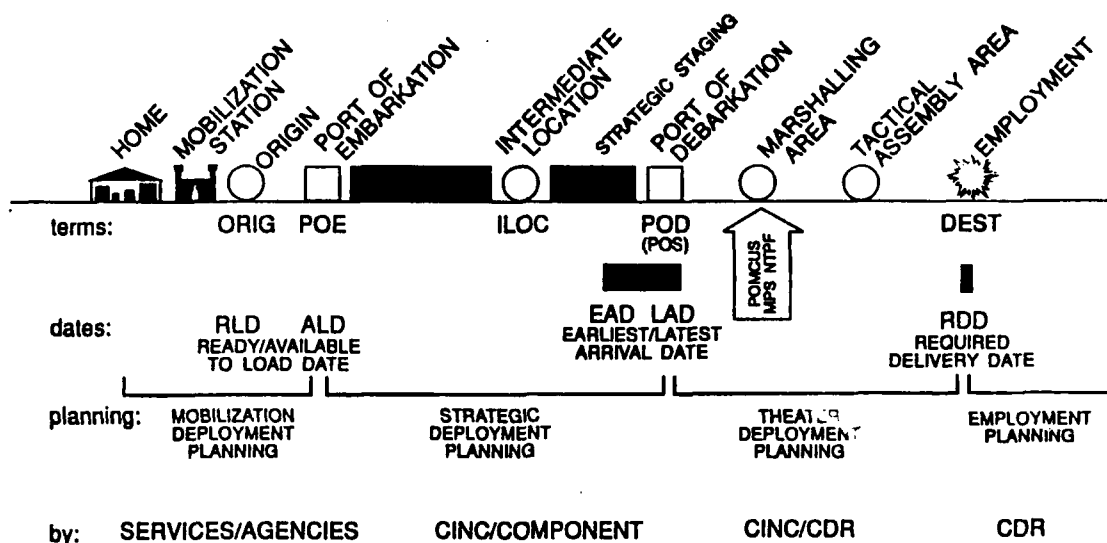 HOME
MOBILIZATION
STATION
ORIGIN
PORT OF
EMBARKATION
INTERMEDIATE
LOCATION
STRATEGIC STAGING
PORT OF
DEBARKATION
MARSHALLING
AREA
TACTICAL
ASSEMBLY AREA
EMPLOYMENT
terms: ORIG POE ILOC POD DEST
(POS)
POMCUS
MPS NTPF
dates: RLD ALD EAD LAD RDD
READY/AVAILABLE
TO LOAD DATE
EARLIEST/LATEST
ARRIVAL DATE
REQUIRED
DELIVERY DATE
planning:
MOBILIZATION
DEPLOYMENT
PLANNING
STRATEGIC
DEPLOYMENT
PLANNING
THEATER
DEPLOYMENT
PLANNING
EMPLOYMENT
PLANNING
by: SERVICES/AGENCIES CINC/COMPONENT CINC/CDR CDR